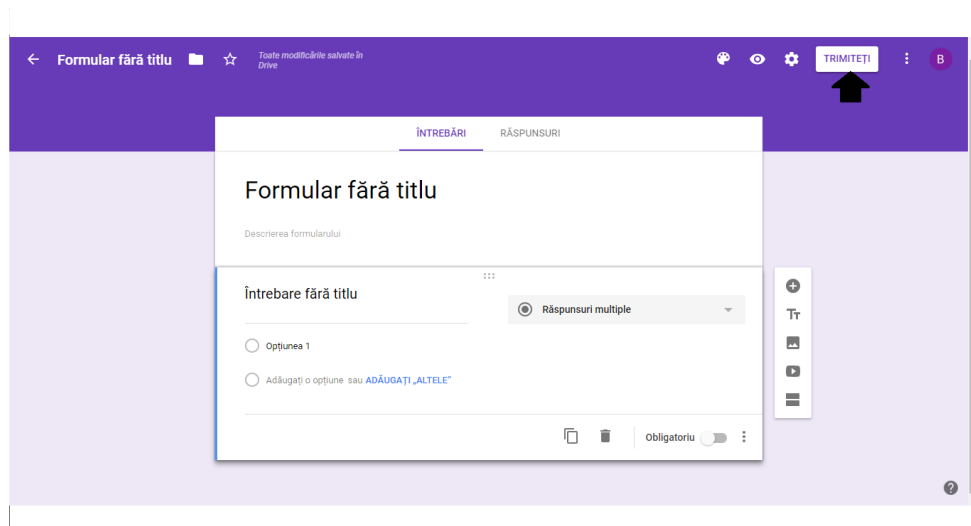 Formular fără titlu
Toate modificările salvate în
Drive
TRIMITEȚI
B
ÎNTREBĂRI
RĂSPUNSURI
Formular fără titlu
Descrierea formularului
Întrebare fără titlu
Răspunsuri multiple
Opțiunea 1
Adăugați o opțiune sau ADĂUGAȚI „ALTELE”
Obligatoriu